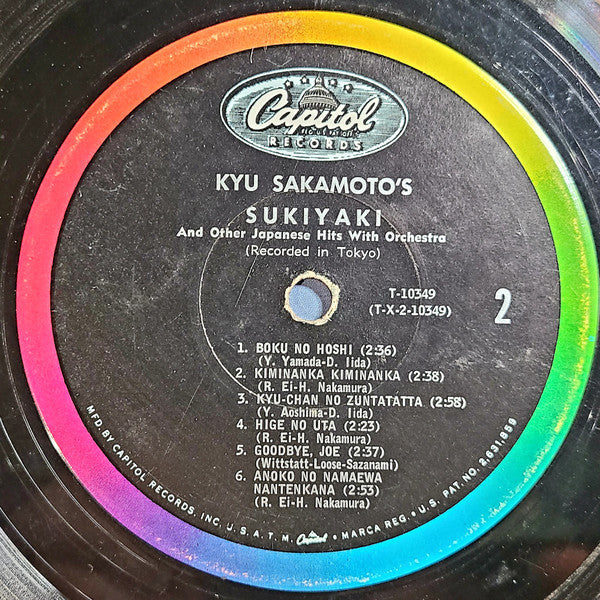 Capitol
RECORDS
KYU SAKAMOTO'S
SUKIYAKI
And Other Japanese Hits With Orchestra
(Recorded in Tokyo)
T-10349
(T-X-2-10349)
2
1. BOKU NO HOSHI (2:36)
(Y. Yamada-D. Iida)
2. KIMINANKA KIMINANKA (2:38)
(R. Ei-H. Nakamura)
3. KYU-CHAN NO ZUNTATATTA (2:58)
(Y. Aoshima-D. Iida)
4. HIGE NO UTA (2:23)
(R. Ei-H. Nakamura)
5. GOODBYE, JOE (2:37)
(Wittstatt-Loose-Sazanami)
6. ANOKO NO NAMAEWA
NANTENKANA (2:53)
(R. Ei-H. Nakamura)
MFD. BY CAPITOL RECORDS, INC. U.S.A. T.M. Capitol • MARCA REG. • U.S. PAT. NO. 2,631,859